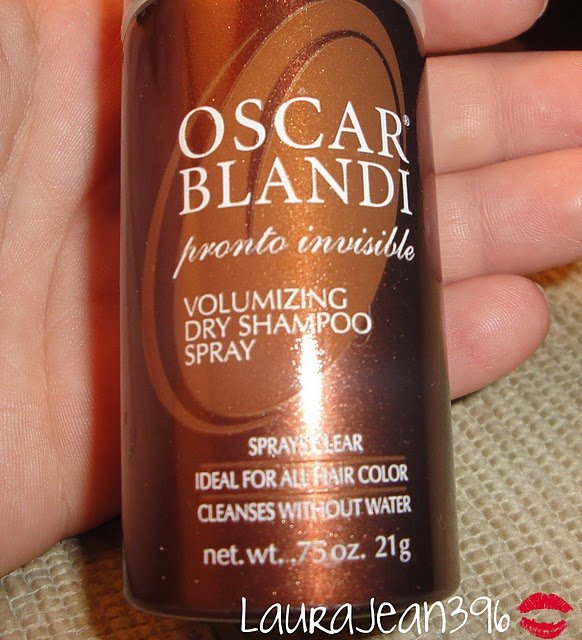 OSCAR®
BLANDI
pronto invisible
VOLUMIZING
DRY SHAMPOO
SPRAY
SPRAYS CLEAR
IDEAL FOR ALL HAIR COLOR
CLEANSES WITHOUT WATER
net.wt. .75 oz. 21g
LauraJean396